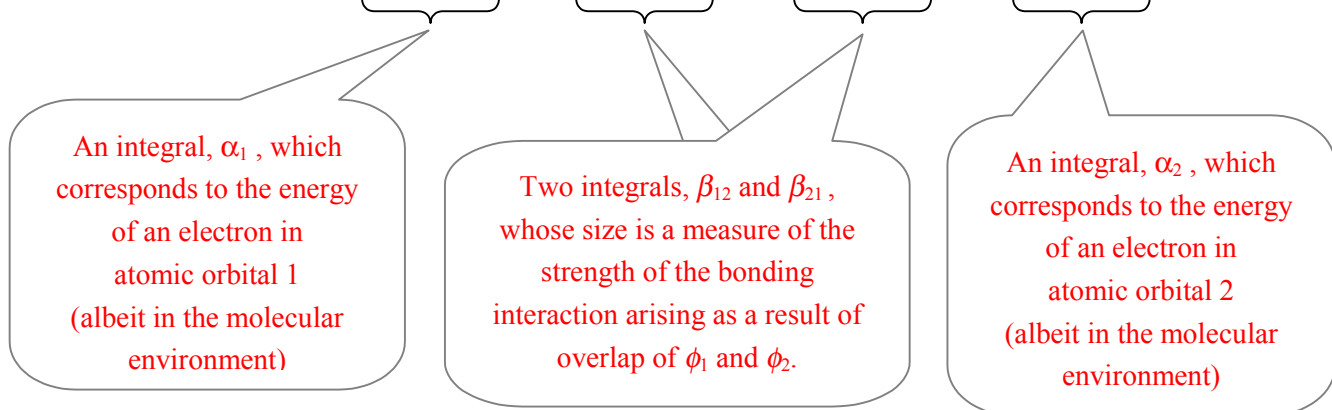 An integral, α₁ , which
corresponds to the energy
of an electron in
atomic orbital 1
(albeit in the molecular
environment)
Two integrals, β₁₂ and β₂₁ ,
whose size is a measure of the
strength of the bonding
interaction arising as a result of
overlap of ϕ₁ and ϕ₂.
An integral, α₂ , which
corresponds to the energy
of an electron in
atomic orbital 2
(albeit in the molecular
environment)